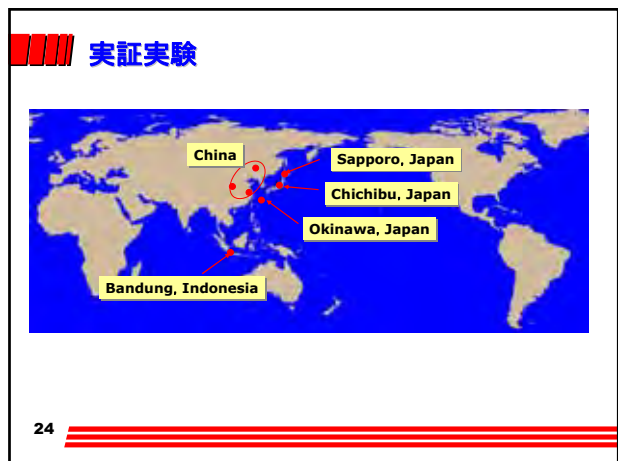 実証実験
China
Sapporo, Japan
Chichibu, Japan
Okinawa, Japan
Bandung, Indonesia
24